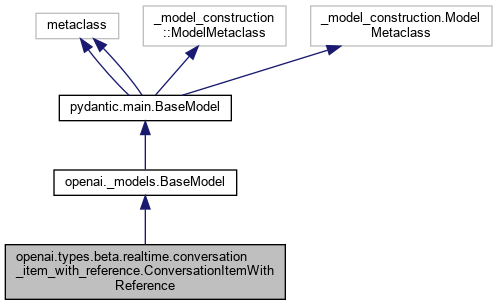 metaclass
_model_construction
::ModelMetaclass
_model_construction.Model
Metaclass
pydantic.main.BaseModel
openai._models.BaseModel
openai.types.beta.realtime.conversation
_item_with_reference.ConversationItemWith
Reference